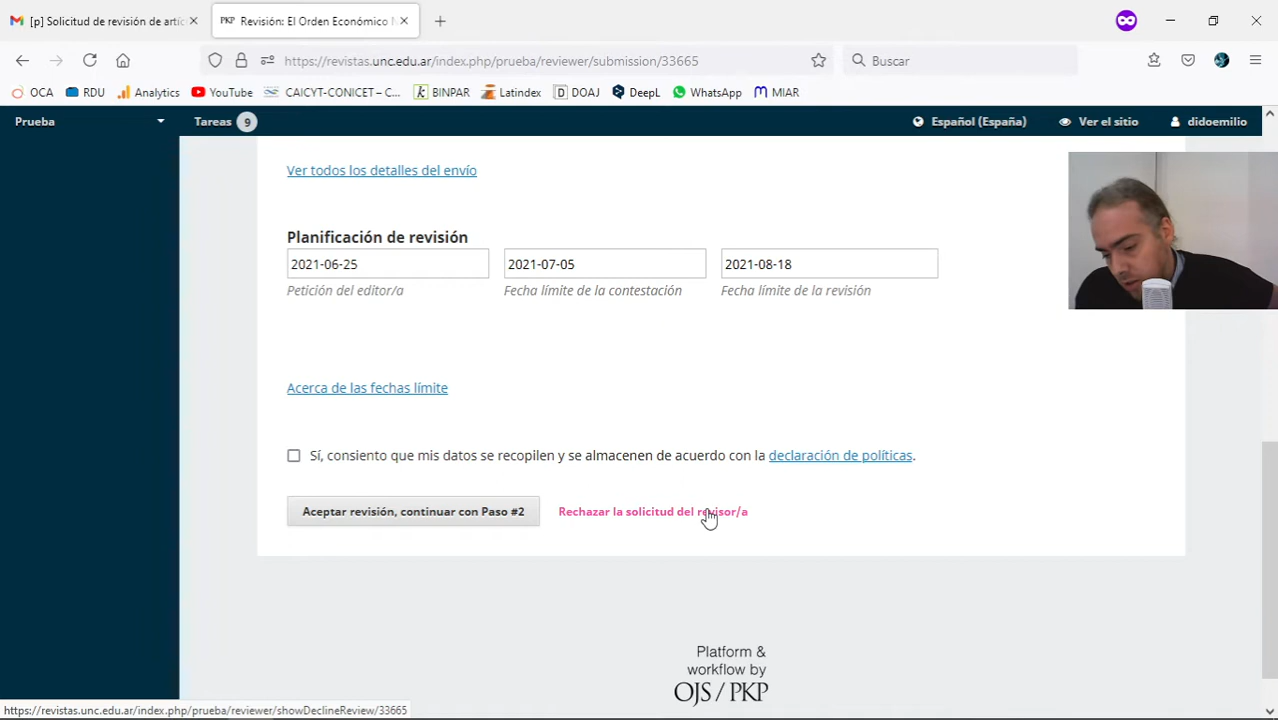 [p] Solicitud de revisión de artíc
PKP Revisión: El Orden Económico N
https://revistas.unc.edu.ar/index.php/prueba/reviewer/submission/33665
Buscar
OCA RDU Analytics YouTube CAICYT-CONICET – C... BINPAR Latindex DOAJ DeepL WhatsApp MIAR
Prueba Tareas 9 Español (España) Ver el sitio didoemilio
Ver todos los detalles del envío
Planificación de revisión
2021-06-25 2021-07-05 2021-08-18
Petición del editor/a Fecha límite de la contestación Fecha límite de la revisión
Acerca de las fechas límite
Sí, consiento que mis datos se recopilen y se almacenen de acuerdo con la declaración de políticas.
Aceptar revisión, continuar con Paso #2 Rechazar la solicitud del revisor/a
Platform &
workflow by
OJS / PKP
https://revistas.unc.edu.ar/index.php/prueba/reviewer/showDeclineReview/33665